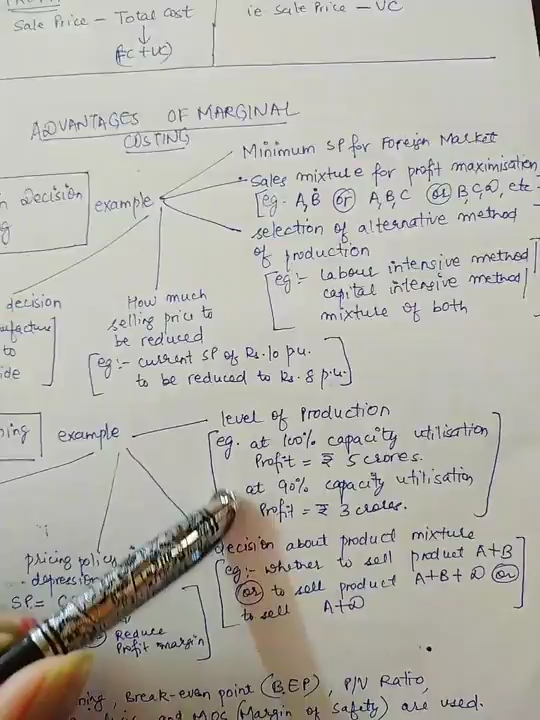 Sale Price - Total Cost
(FC + VC)
ie Sale Price - VC
ADVANTAGES OF MARGINAL
COSTING
Decision
example
Minimum SP for Foreign Market
Sales mixture for profit maximisation
[eg. A,B or A,B,C or B,C,D, etc
selection of alternative method
of production
[eg:- Labour intensive method
capital intensive method
mixture of both]
decision
to
How much
selling price to
be reduced
[eg:- current SP of Rs.10 p.u.
to be reduced to Rs.8 p.u.]
example
level of Production
[eg. at 100% capacity utilisation
Profit = ₹ 5 crores.
at 90% capacity utilisation
Profit = ₹ 3 crores.]
decision about product mixture
[eg:- whether to sell product A+B
or to sell product A+B+D or
to sell A+D]
pricing policy
depression
SP =
Reduce
Profit margin]
Break-even point (BEP), P/V Ratio,
and MOS (Margin of Safety) are used.